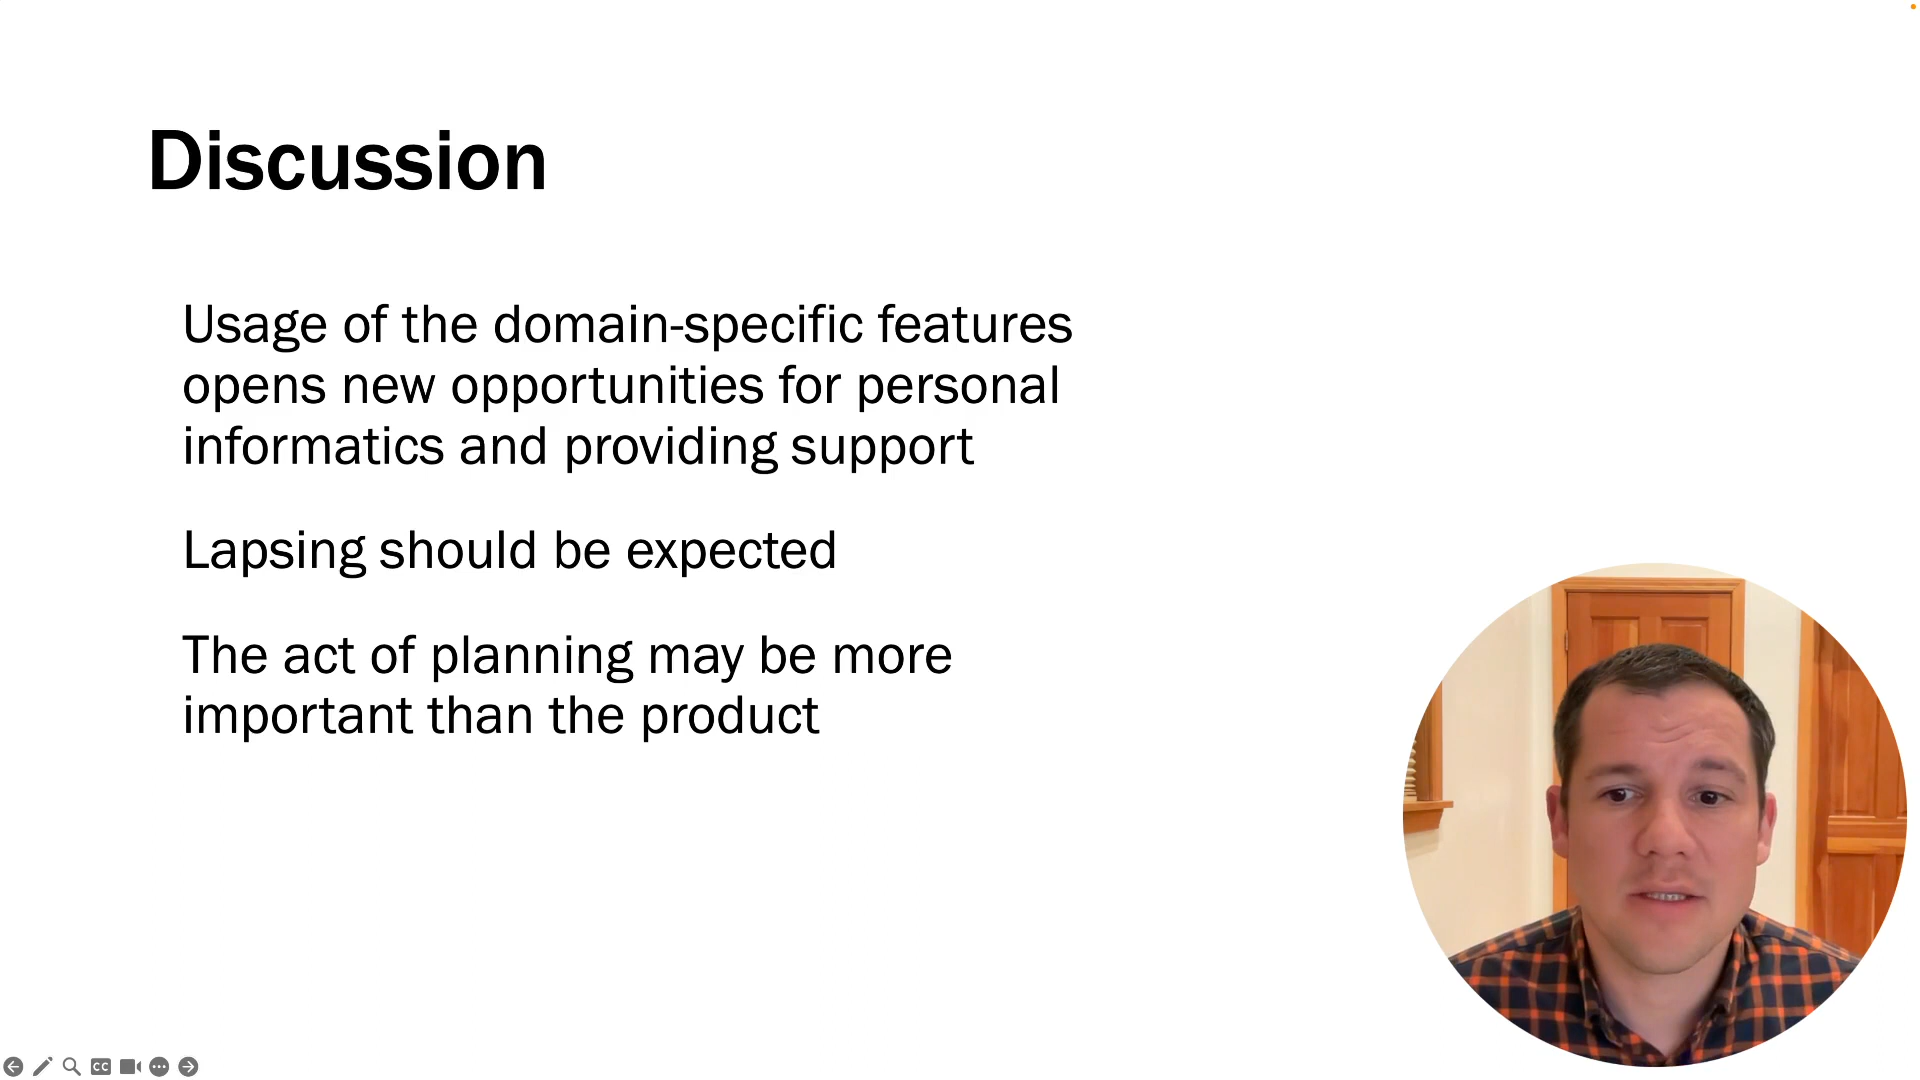 Discussion
Usage of the domain-specific features
opens new opportunities for personal
informatics and providing support
Lapsing should be expected
The act of planning may be more
important than the product
CC